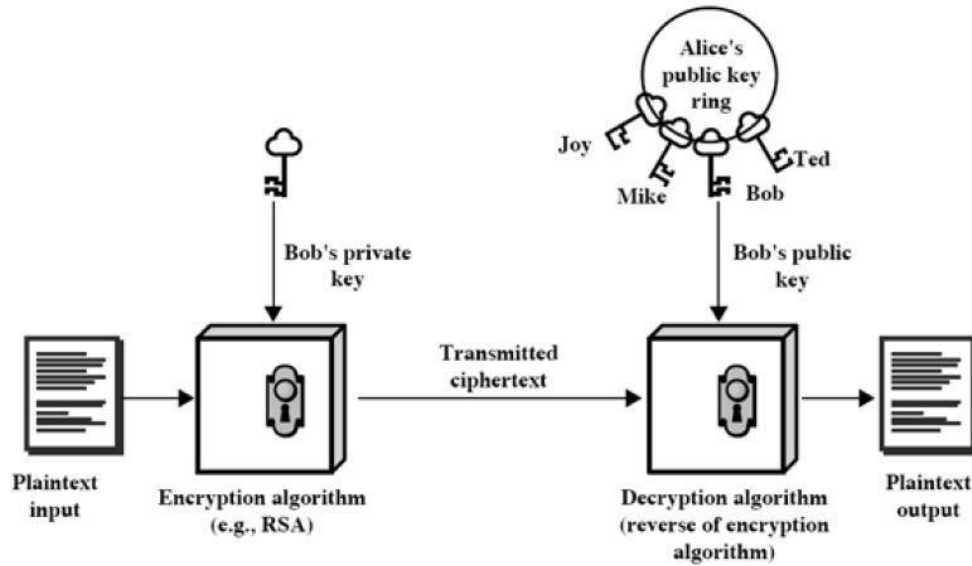 Alice's
public key
ring
Joy
Mike
Bob
Ted
Bob's private
key
Bob's public
key
Transmitted
ciphertext
Plaintext
input
Encryption algorithm
(e.g., RSA)
Decryption algorithm
(reverse of encryption
algorithm)
Plaintext
output